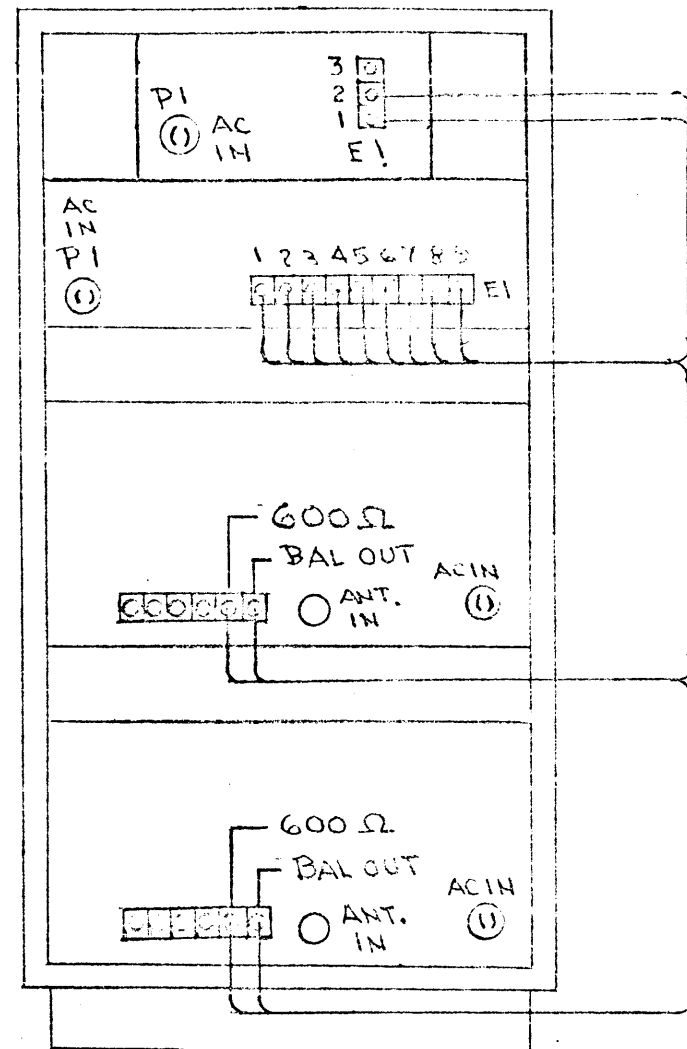 3
2
1
P1
AC
IN
E!
AC
IN
P1
1 2 3 4 5 6 7 8 9
E1
600 Ω
BAL OUT
ANT.
IN
AC IN
600 Ω
BAL OUT
ANT.
IN
AC IN